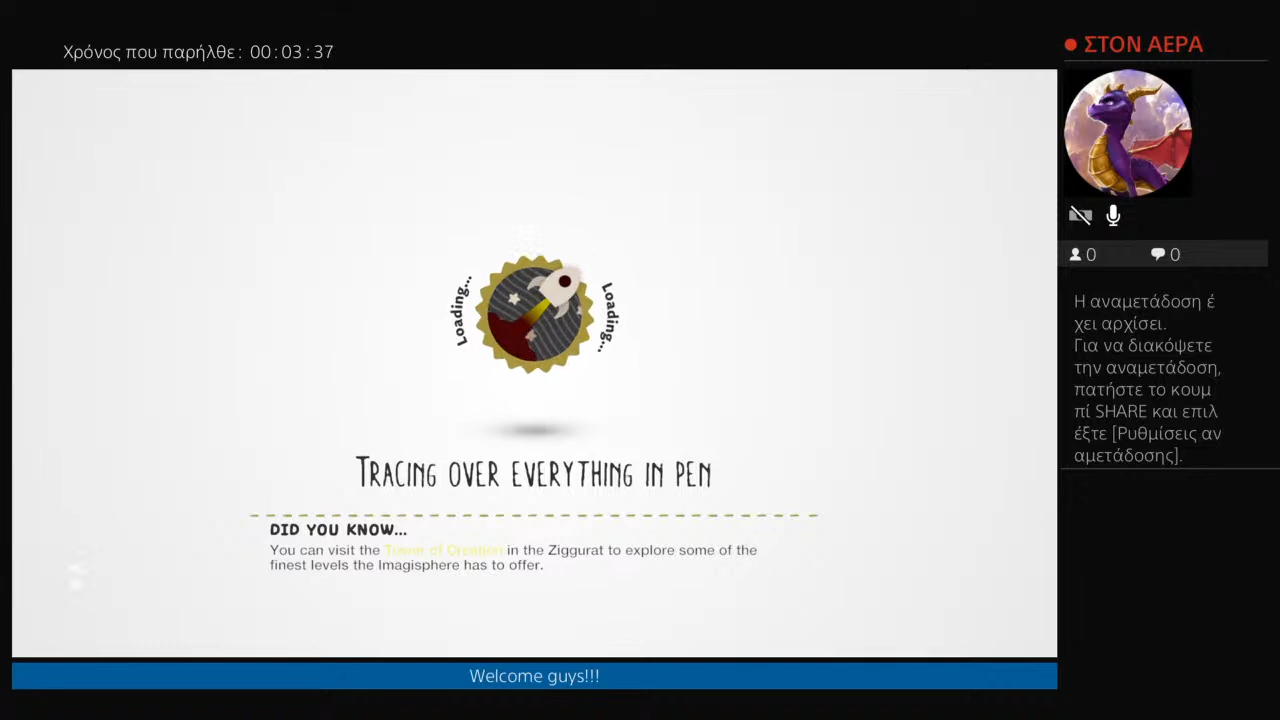 Χρόνος που παρήλθε: 00:03:37
ΣΤΟΝ ΑΕΡΑ
0
0
Η αναμετάδοση έ
χει αρχίσει.
Για να διακόψετε
την αναμετάδοση,
πατήστε το κουμ
πί SHARE και επιλ
έξτε [Ρυθμίσεις αν
αμετάδοσης].
Loading...
Loading...
TRACING OVER EVERYTHING IN PEN
DID YOU KNOW...
You can visit the Tower of Creation in the Ziggurat to explore some of the
finest levels the Imagisphere has to offer.
Welcome guys!!!